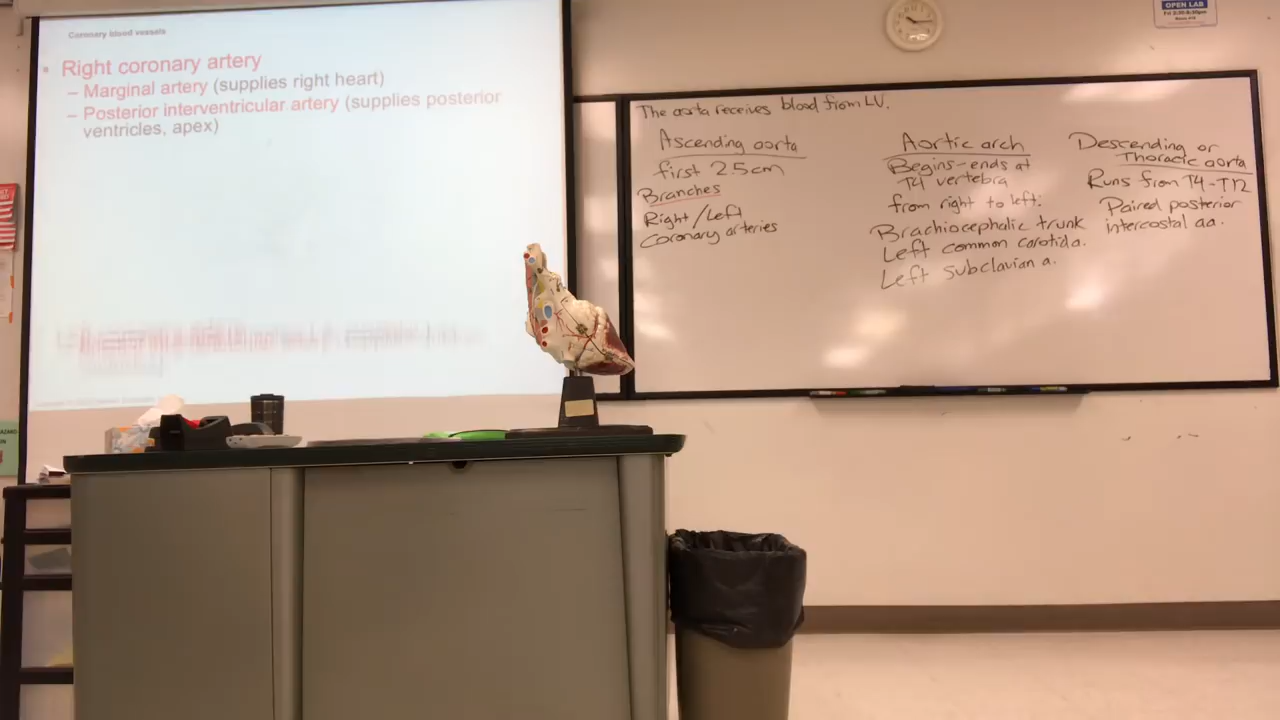 Coronary blood vessels
• Right coronary artery
– Marginal artery (supplies right heart)
– Posterior interventricular artery (supplies posterior
ventricles, apex)
The aorta receives blood from LV.
Ascending aorta
first 2.5cm
Branches
Right/Left
Coronary arteries
Aortic arch
Begins-ends at
T4 vertebra
from right to left:
Brachiocephalic trunk
Left common carotid a.
Left subclavian a.
Descending or
Thoracic aorta
Runs from T4-T12
Paired posterior
intercostal aa.
OPEN LAB